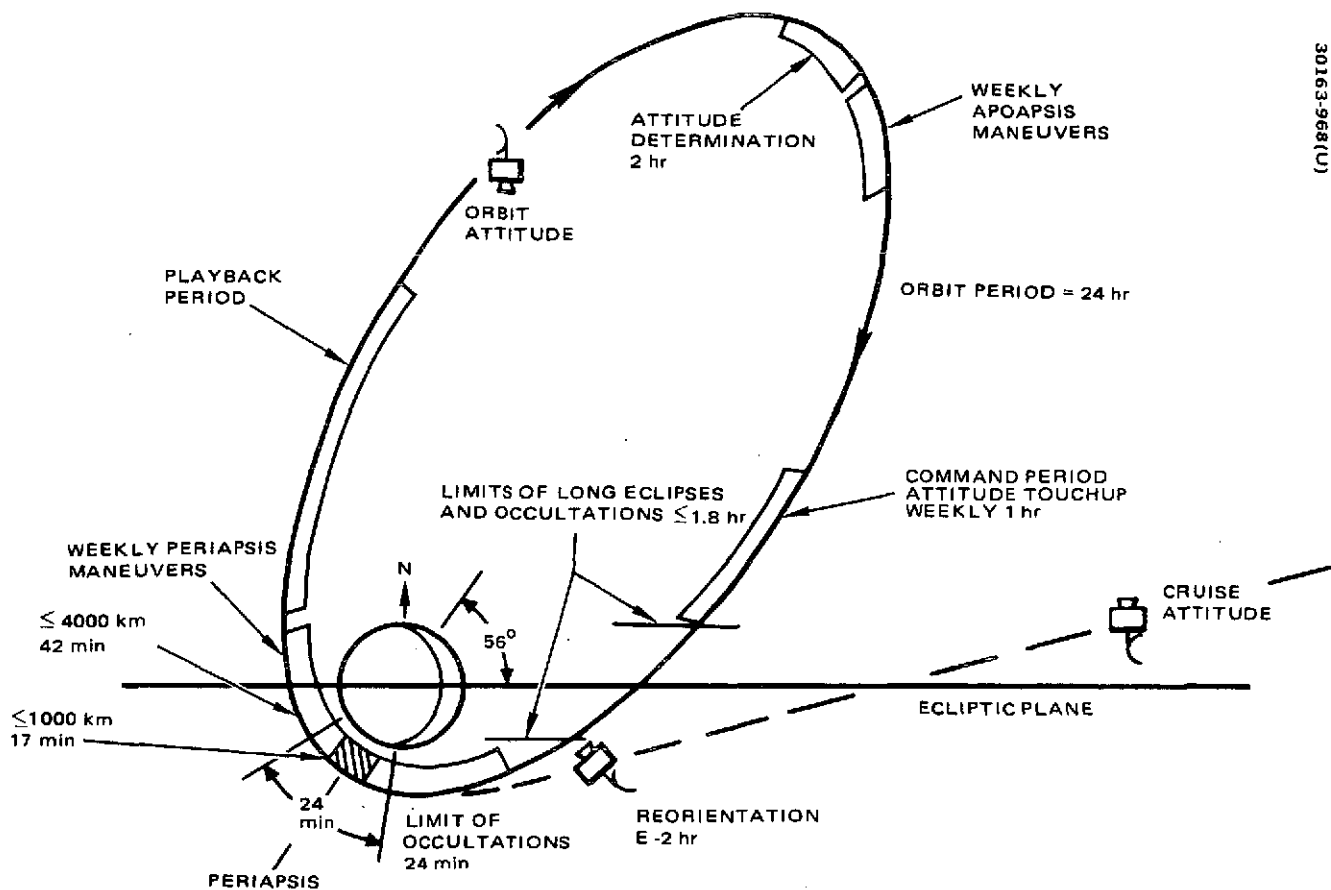 30163-968(U)
ATTITUDE
DETERMINATION
2 hr
WEEKLY
APOAPSIS
MANEUVERS
ORBIT
ATTITUDE
PLAYBACK
PERIOD
ORBIT PERIOD = 24 hr
LIMITS OF LONG ECLIPSES
AND OCCULTATIONS ≤1.8 hr
COMMAND PERIOD
ATTITUDE TOUCHUP
WEEKLY 1 hr
WEEKLY PERIAPSIS
MANEUVERS
N
≤ 4000 km
42 min
56°
CRUISE
ATTITUDE
≤1000 km
17 min
ECLIPTIC PLANE
24
min
LIMIT OF
OCCULTATIONS
24 min
REORIENTATION
E -2 hr
PERIAPSIS